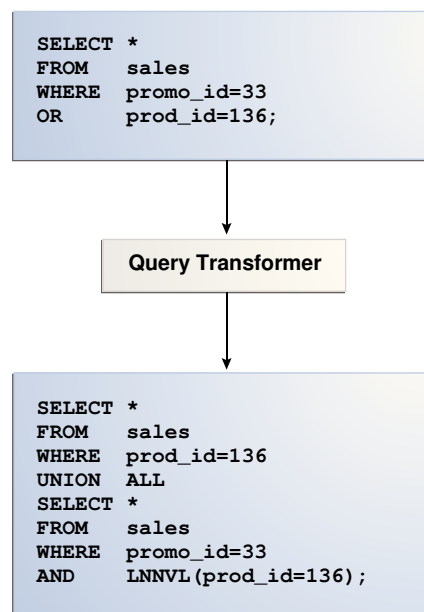 SELECT *
FROM sales
WHERE promo_id=33
OR prod_id=136;
Query Transformer
SELECT *
FROM sales
WHERE prod_id=136
UNION ALL
SELECT *
FROM sales
WHERE promo_id=33
AND LNNVL(prod_id=136);